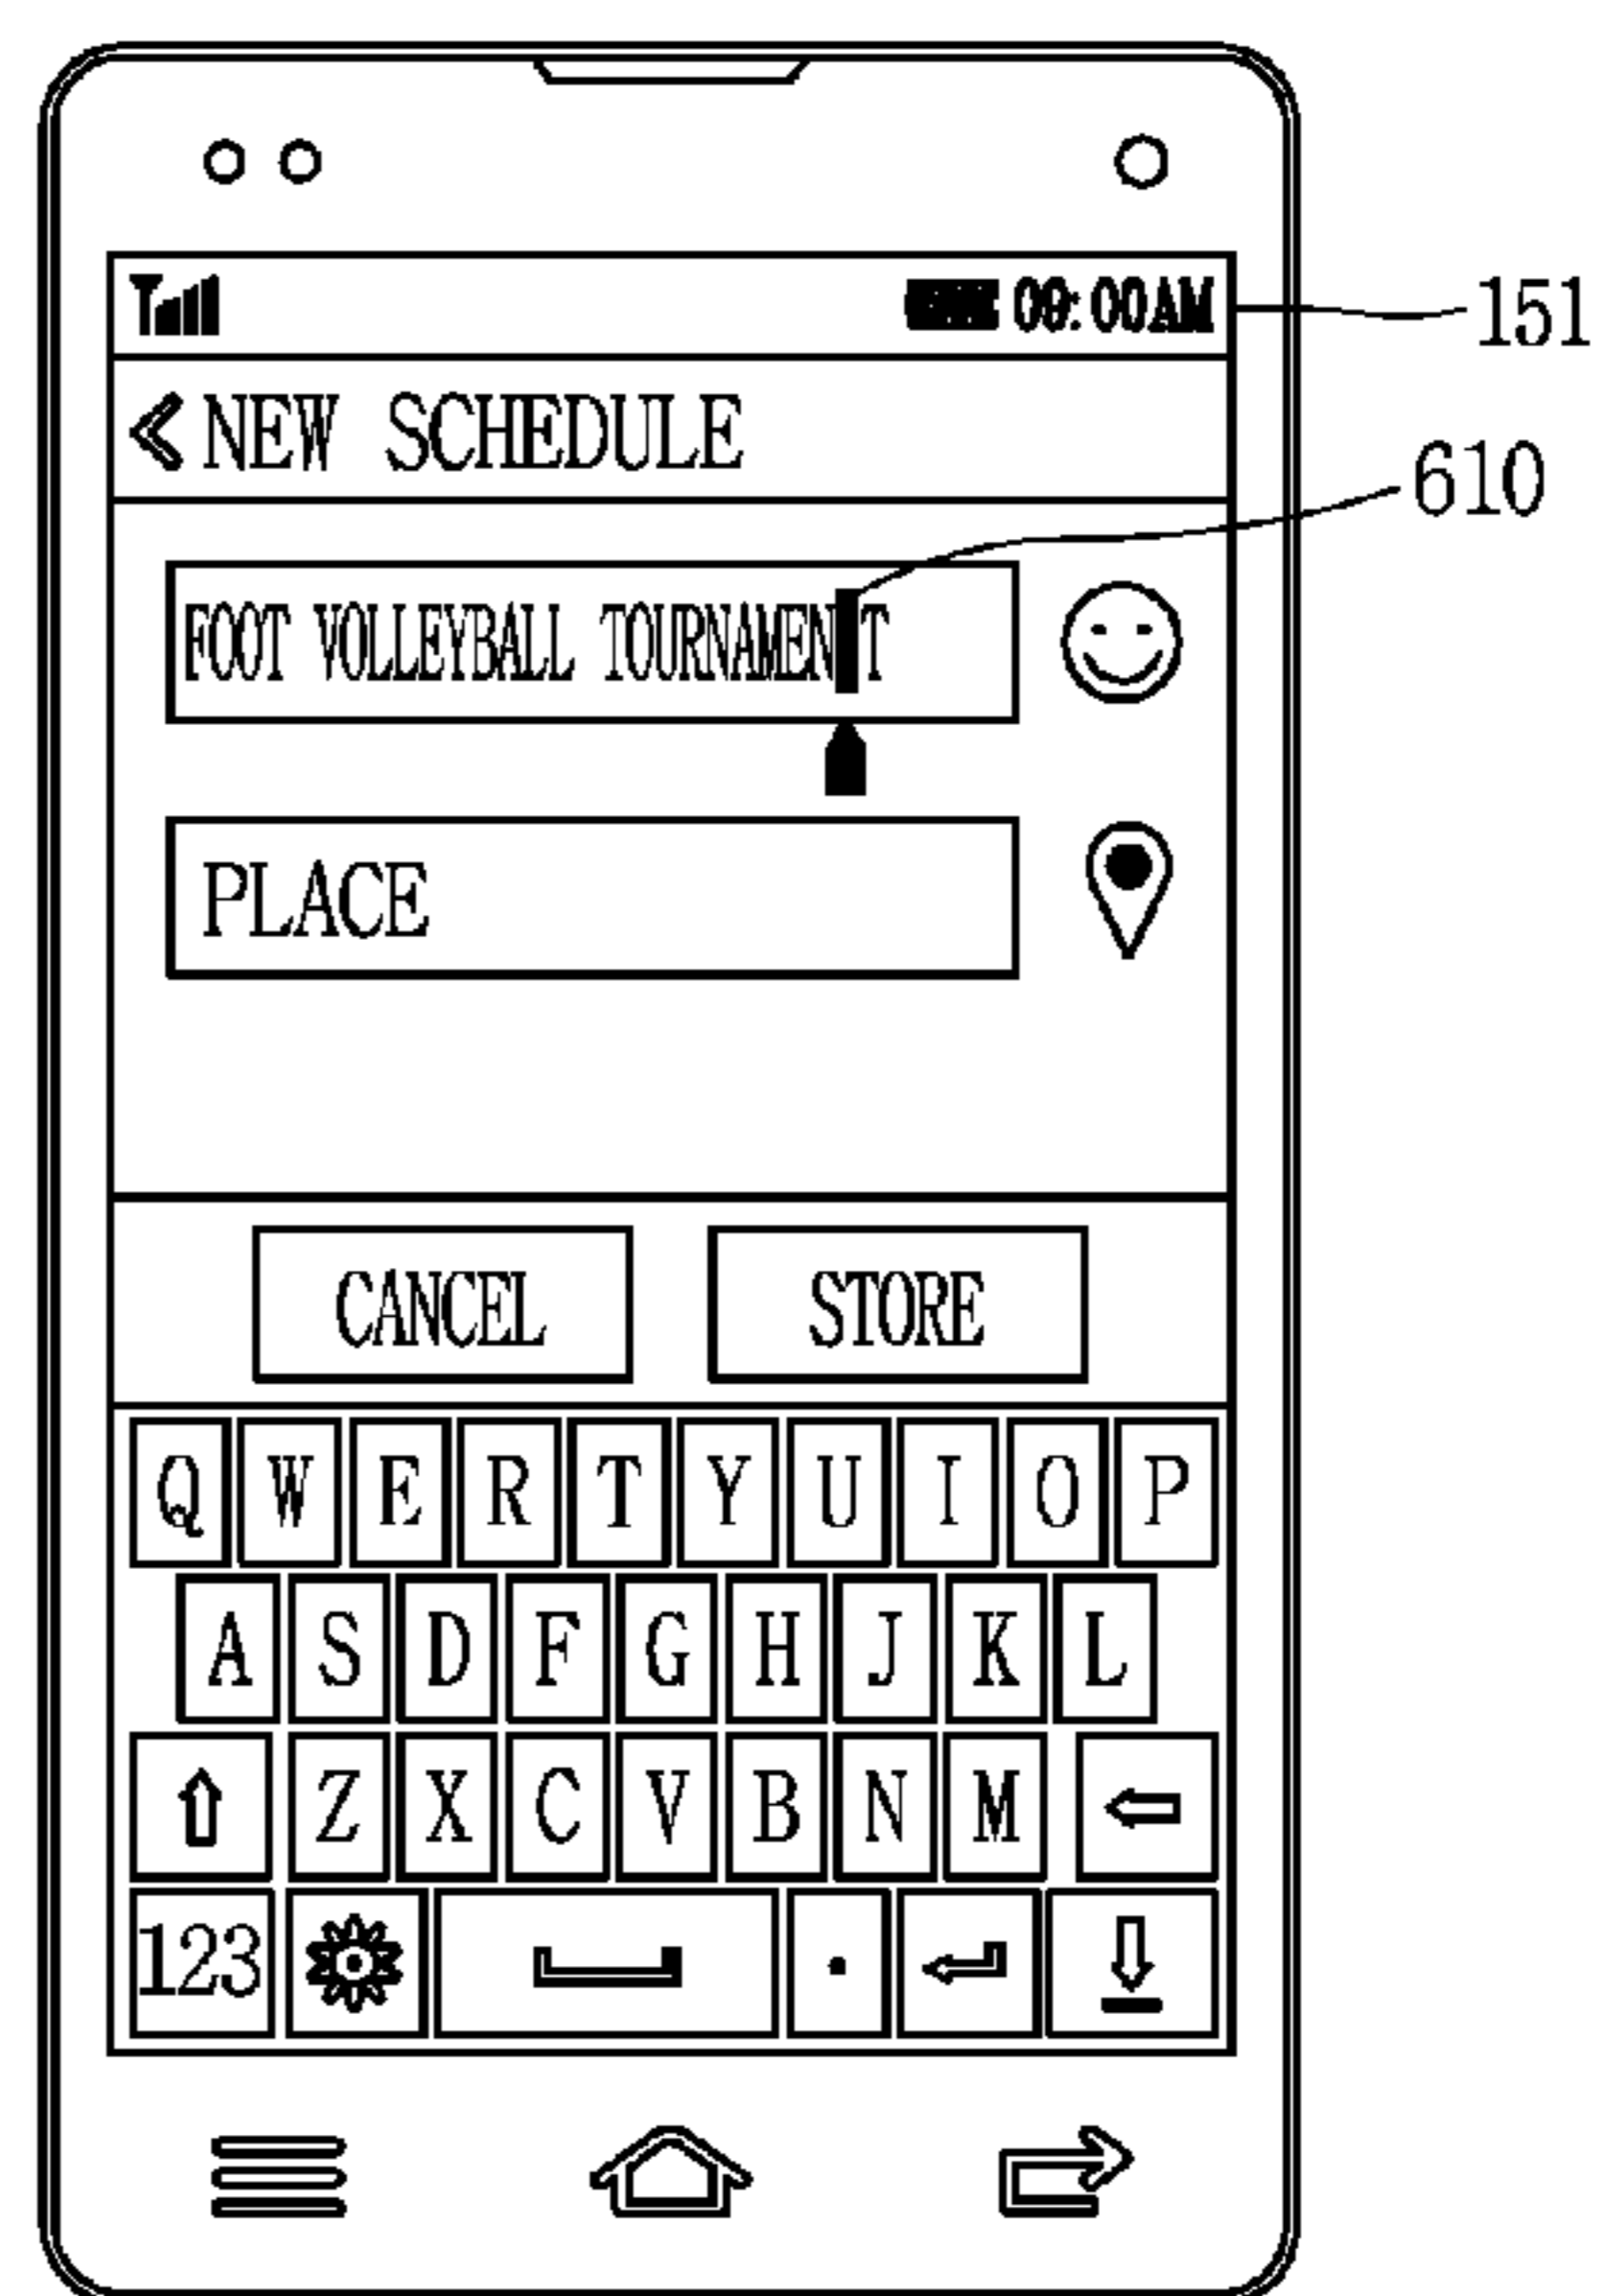 09:00AM
151
NEW SCHEDULE
610
FOOT VOLLEYBALL TOURNAMENT
PLACE
CANCEL STORE
Q W E R T Y U I O P
A S D F G H J K L
Z X C V B N M
123 .